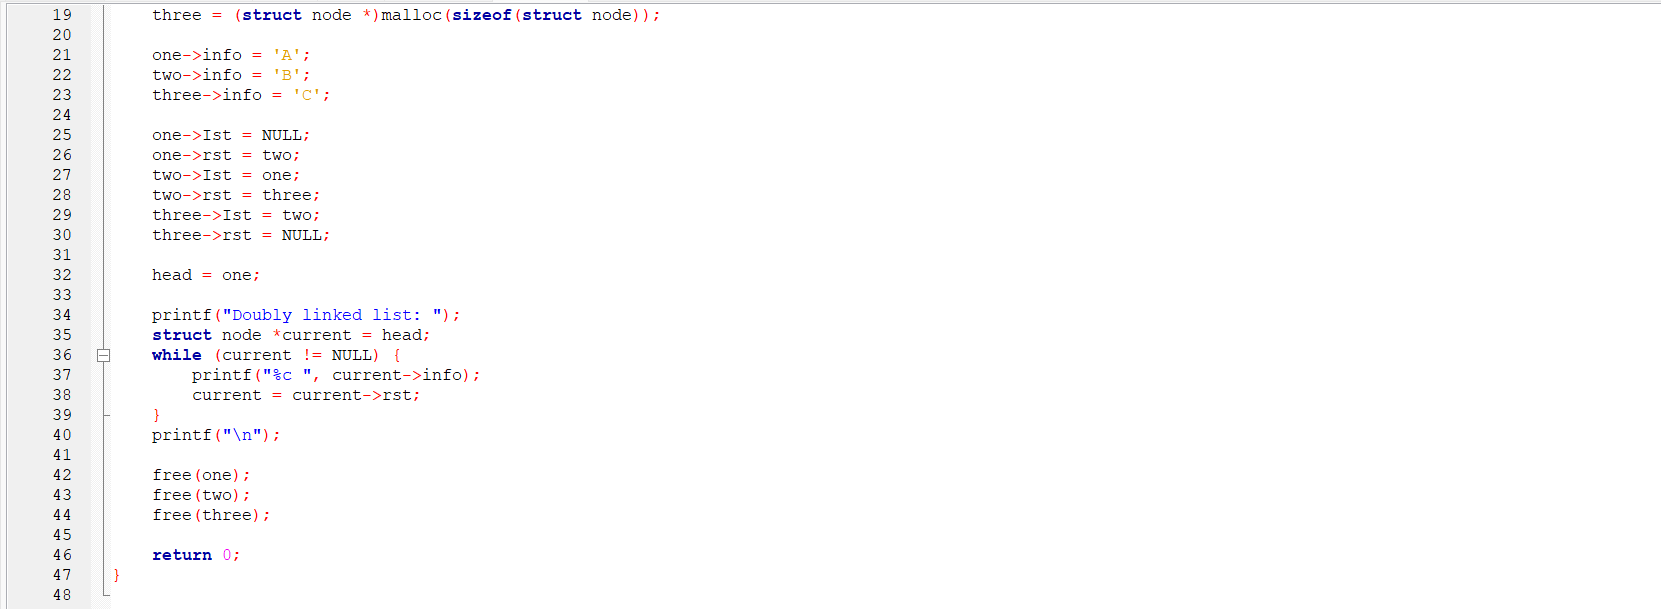 19 three = (struct node *)malloc(sizeof(struct node));
20
21 one->info = 'A';
22 two->info = 'B';
23 three->info = 'C';
24
25 one->Ist = NULL;
26 one->rst = two;
27 two->Ist = one;
28 two->rst = three;
29 three->Ist = two;
30 three->rst = NULL;
31
32 head = one;
33
34 printf("Doubly linked list: ");
35 struct node *current = head;
36 while (current != NULL) {
37 printf("%c ", current->info);
38 current = current->rst;
39 }
40 printf("\n");
41
42 free(one);
43 free(two);
44 free(three);
45
46 return 0;
47 }
48